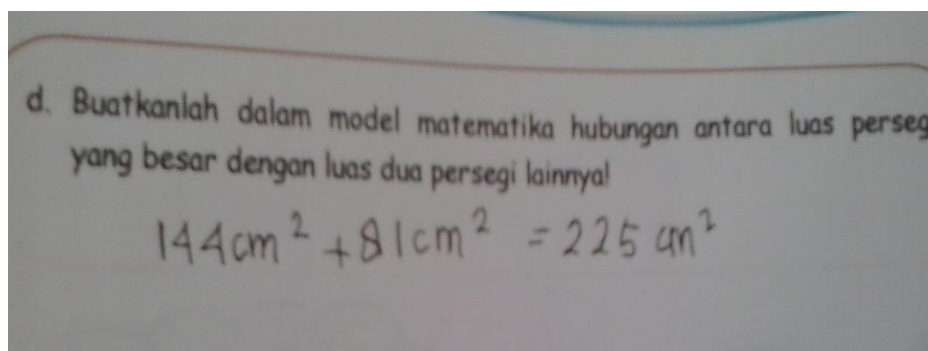 d. Buatkanlah dalam model matematika hubungan antara luas perseg
yang besar dengan luas dua persegi lainnya!
144cm² + 81cm² = 225 cm²